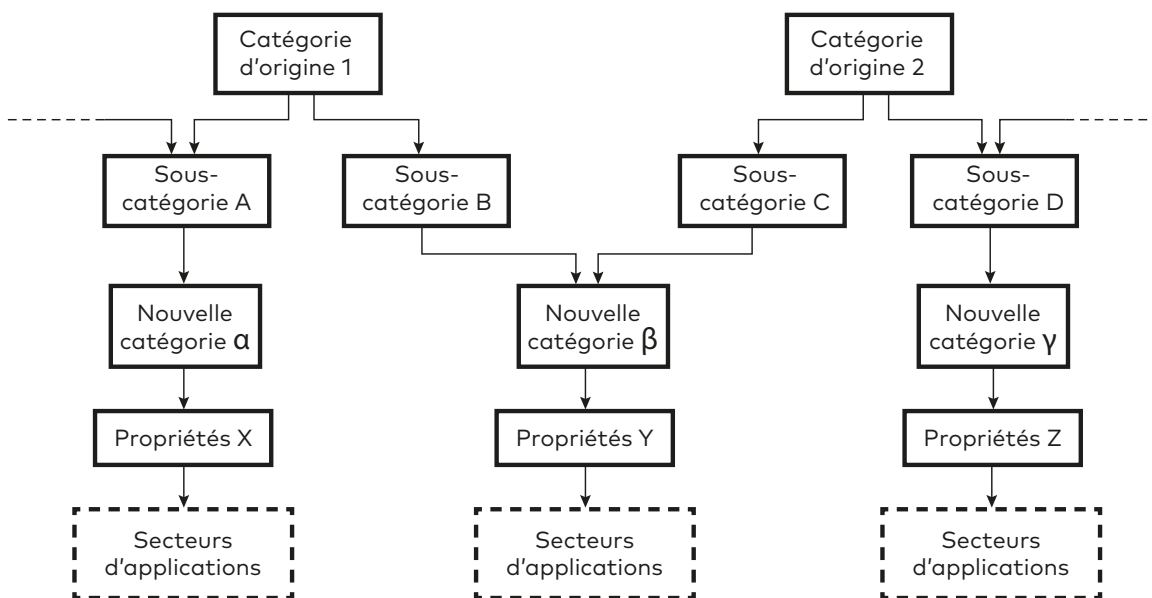 Catégorie
d'origine 1
Catégorie
d'origine 2
Sous-
catégorie A
Sous-
catégorie B
Sous-
catégorie C
Sous-
catégorie D
Nouvelle
catégorie α
Nouvelle
catégorie β
Nouvelle
catégorie γ
Propriétés X
Propriétés Y
Propriétés Z
Secteurs
d'applications
Secteurs
d'applications
Secteurs
d'applications